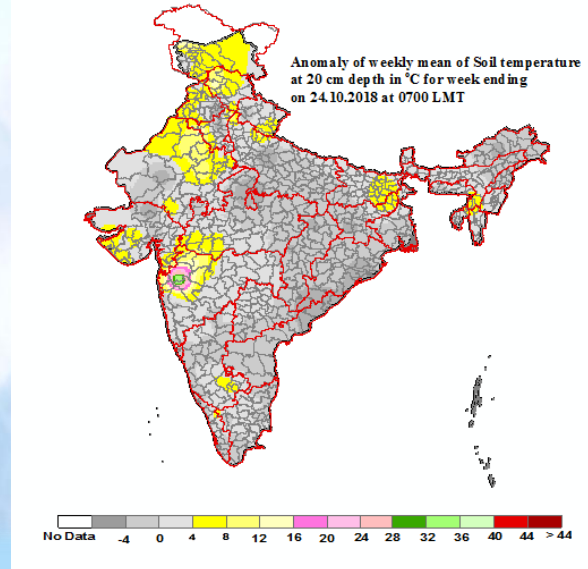 Anomaly of weekly mean of Soil temperature
at 20 cm depth in °C for week ending
on 24.10.2018 at 0700 LMT
No Data -4 0 4 8 12 16 20 24 28 32 36 40 44 > 44